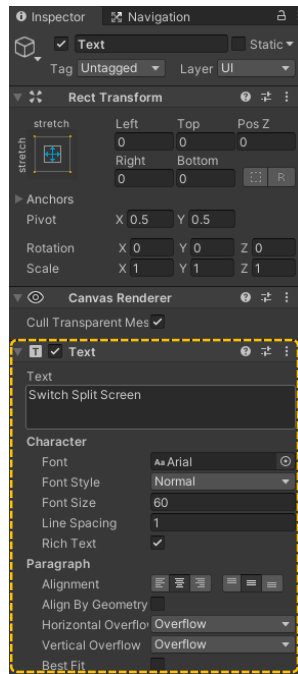 Inspector Navigation
Text Static
Tag Untagged Layer UI
Rect Transform
stretch Left Top Pos Z
stretch 0 0 0
Right Bottom
0 0 R
Anchors
Pivot X 0.5 Y 0.5
Rotation X 0 Y 0 Z 0
Scale X 1 Y 1 Z 1
Canvas Renderer
Cull Transparent Mes
T Text
Text
Switch Split Screen
Character
Font Aa Arial
Font Style Normal
Font Size 60
Line Spacing 1
Rich Text
Paragraph
Alignment
Align By Geometry
Horizontal Overflo Overflow
Vertical Overflow Overflow
Best Fit